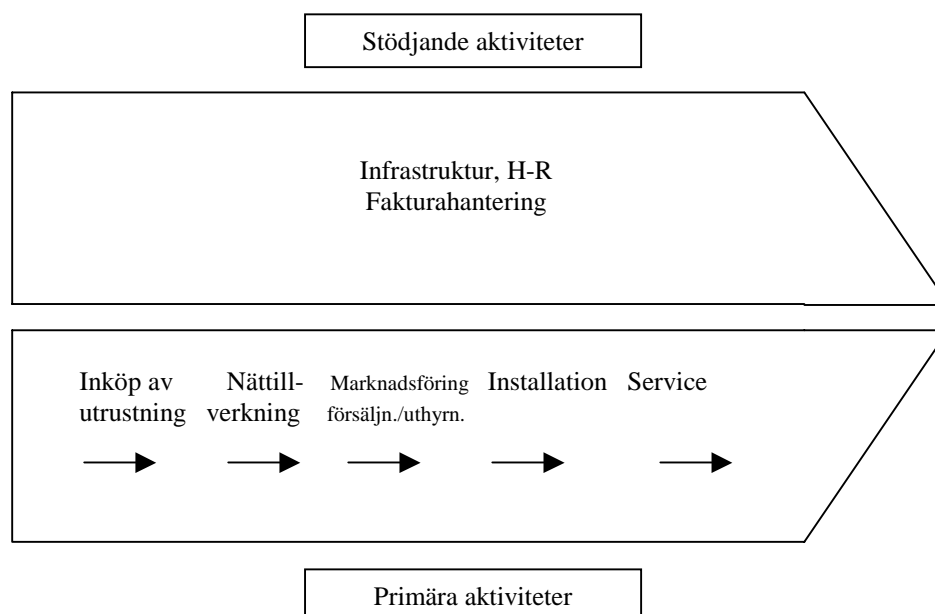 Stödjande aktiviteter
Infrastruktur, H-R
Fakturahantering
Inköp av
utrustning
Nättill-
verkning
Marknadsföring
försäljn./uthyrn.
Installation
Service
Primära aktiviteter